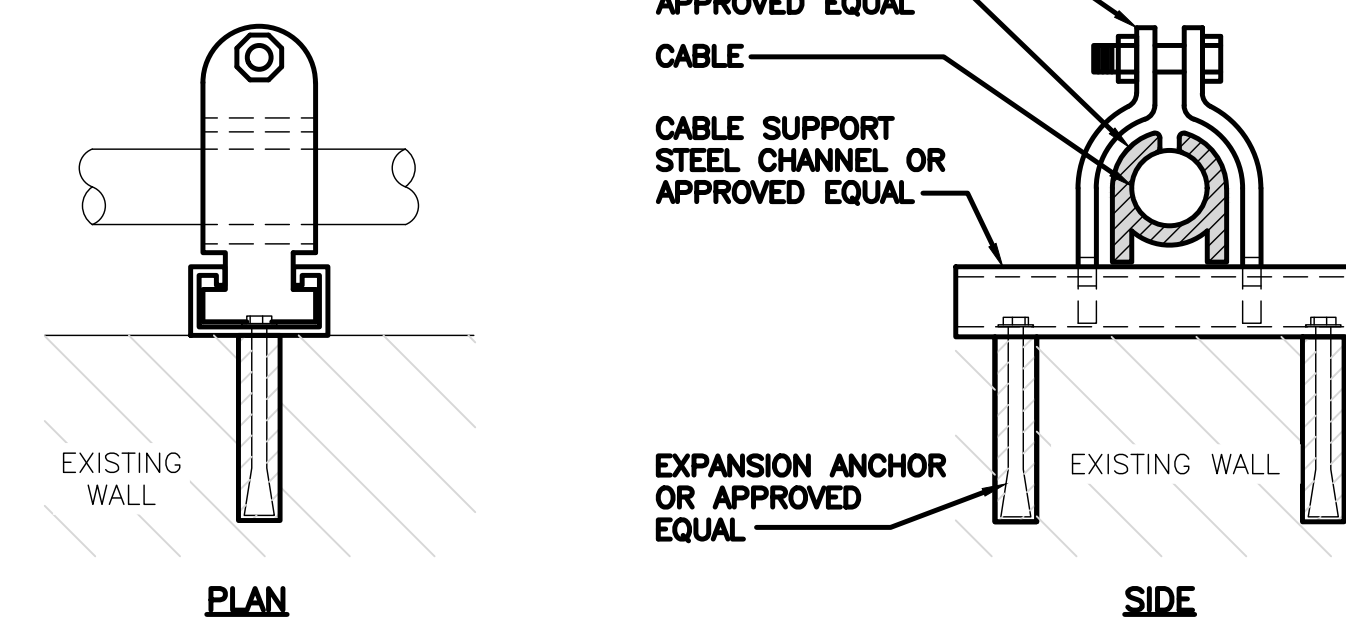 APPROVED EQUAL
CABLE
CABLE SUPPORT
STEEL CHANNEL OR
APPROVED EQUAL
EXPANSION ANCHOR
OR APPROVED
EQUAL
EXISTING
WALL
EXISTING WALL
PLAN
SIDE